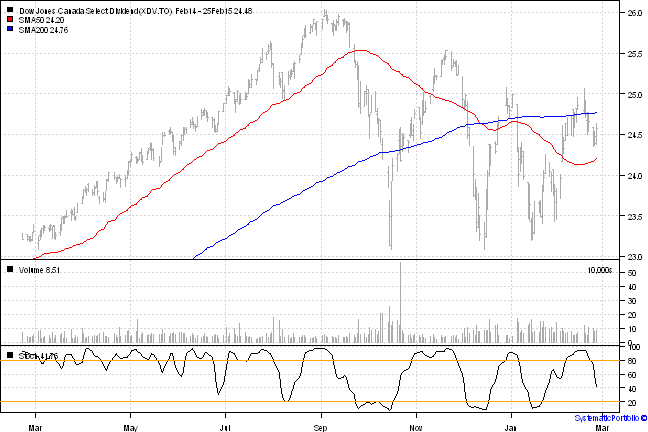 Dow Jones Canada Select Dividend(XDV.TO) Feb14 - 25Feb15 24.48
SMA50 24.20
SMA200 24.76
26.0
25.5
25.0
24.5
24.0
23.5
23.0
Volume 8.51
10,000s
50
40
30
20
10
0
100
80
60
40
20
Mar May Jul Sep Nov Jan Mar
SystematicPortfolio ©